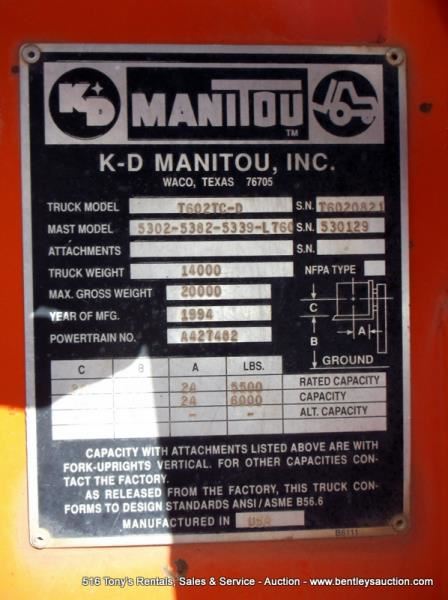 KD MANITOU
TM
K-D MANITOU, INC.
WACO, TEXAS 76705
TRUCK MODEL T602TC-D S.N. T6020821
MAST MODEL 5302-5382-5339-L760 S.N. 530129
ATTACHMENTS - S.N. -
TRUCK WEIGHT 14000 NFPA TYPE
MAX. GROSS WEIGHT 20000
YEAR OF MFG. 1994
POWERTRAIN NO. A427482
C
A
B
GROUND
C B A LBS.
24 5500 RATED CAPACITY
24 6000 CAPACITY
- - ALT. CAPACITY
CAPACITY WITH ATTACHMENTS LISTED ABOVE ARE WITH
FORK-UPRIGHTS VERTICAL. FOR OTHER CAPACITIES CON-
TACT THE FACTORY.
AS RELEASED FROM THE FACTORY, THIS TRUCK CON-
FORMS TO DESIGN STANDARDS ANSI/ASME B56.6
MANUFACTURED IN USA
B6111
516 Tony's Rentals, Sales & Service - Auction - www.bentleysauction.com